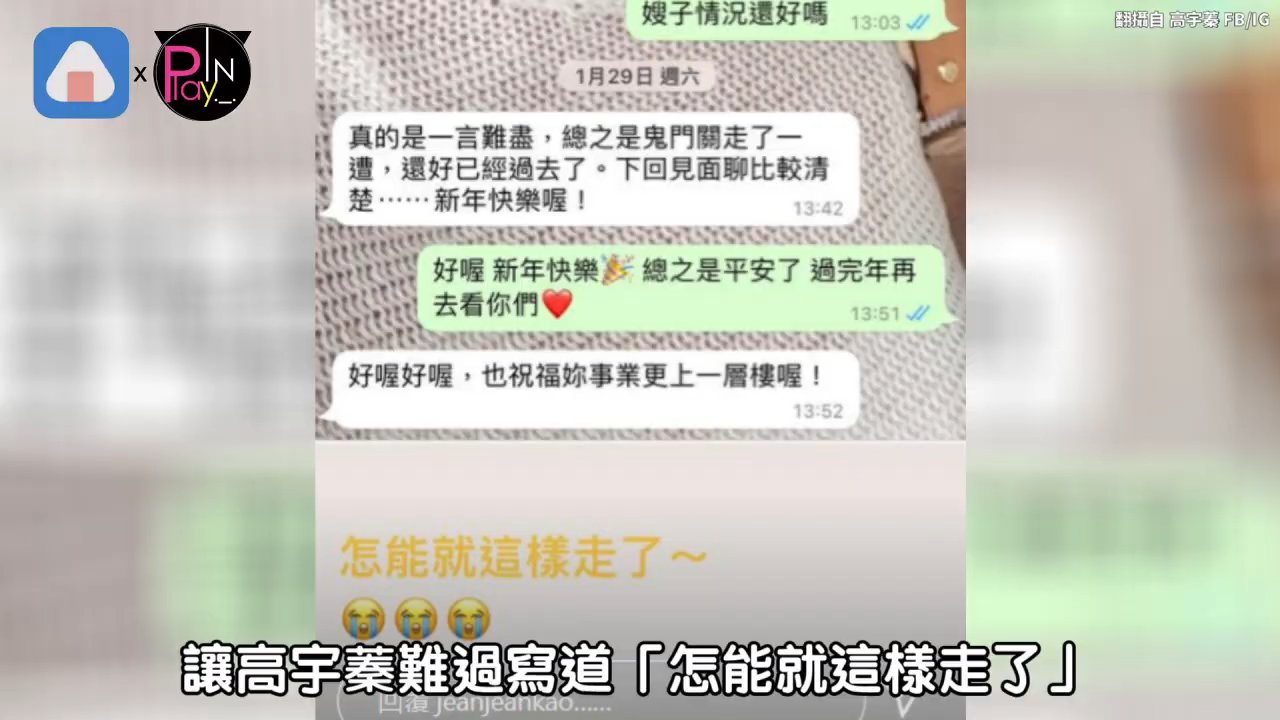 翻攝自 高宇蓁 FB/IG
x
PlayIN
嫂子情況還好嗎 13:03
1月29日 週六
真的是一言難盡，總之是鬼門關走了一
遭，還好已經過去了。下回見面聊比較清
楚……新年快樂喔！
13:42
好喔 新年快樂🎉 總之是平安了 過完年再
去看你們❤️
13:51
好喔好喔，也祝福妳事業更上一層樓喔！
13:52
怎能就這樣走了～
😭😭😭
讓高宇蓁難過寫道「怎能就這樣走了」
回覆 jeanjeankao......